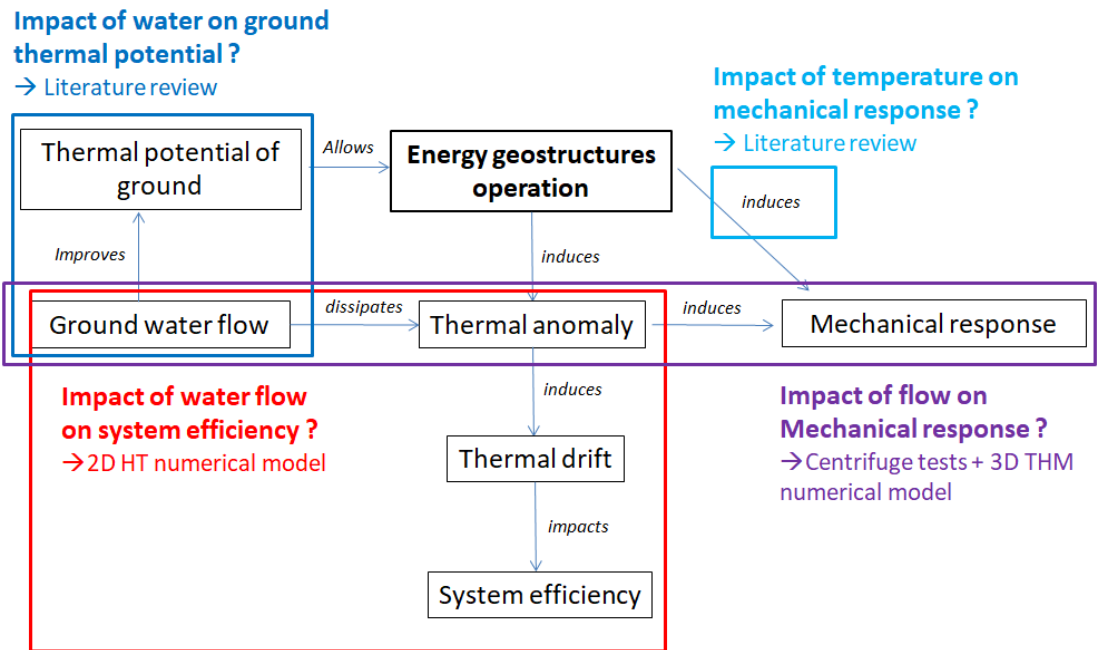 Impact of water on ground
thermal potential ?
→ Literature review
Impact of temperature on
mechanical response ?
→ Literature review
Thermal potential of
ground
Allows
Energy geostructures
operation
induces
Improves
induces
Ground water flow
dissipates
Thermal anomaly
induces
Mechanical response
Impact of water flow
on system efficiency ?
→2D HT numerical model
induces
Impact of flow on
Mechanical response ?
→Centrifuge tests + 3D THM
numerical model
Thermal drift
impacts
System efficiency